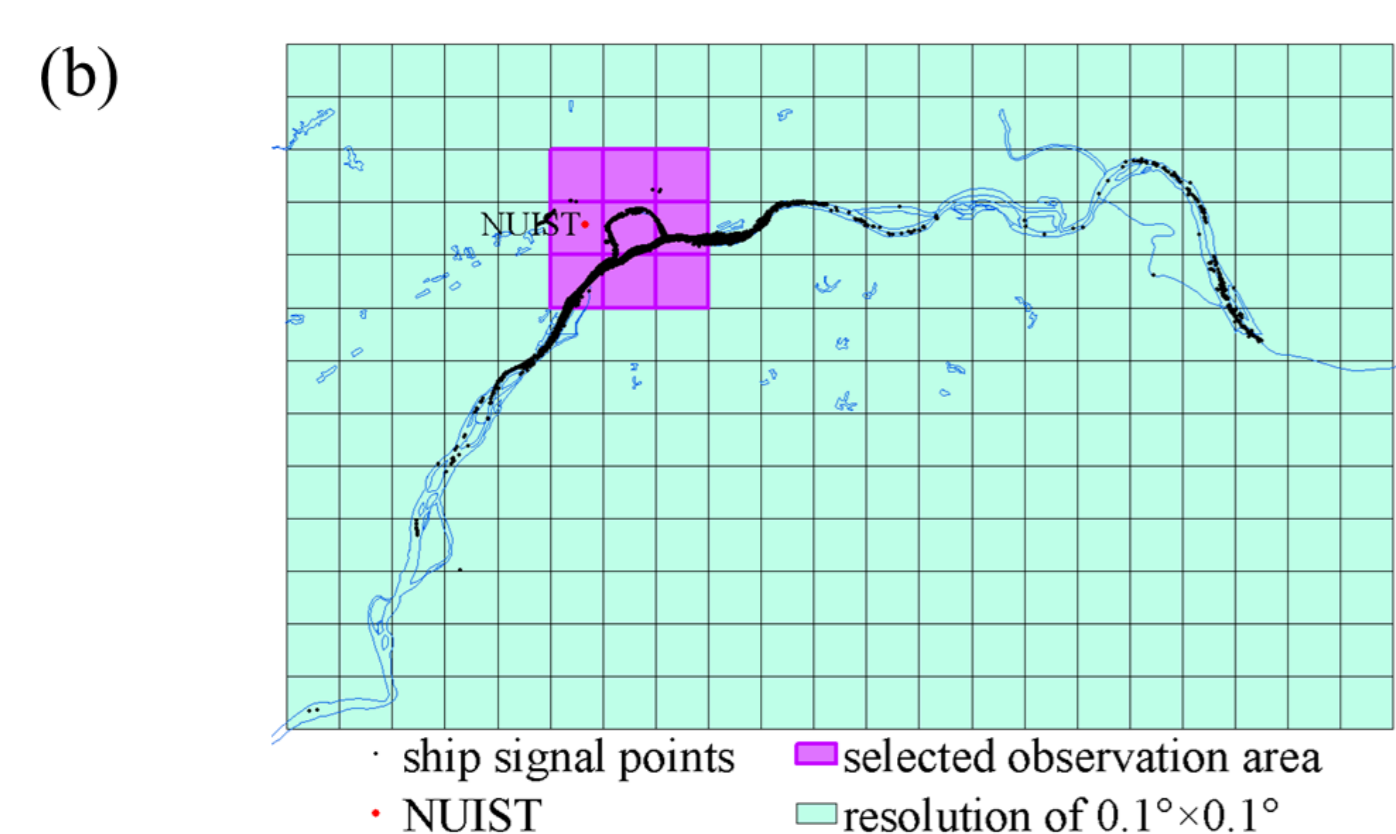 (b)
NUIST
ship signal points
selected observation area
NUIST
resolution of 0.1°×0.1°